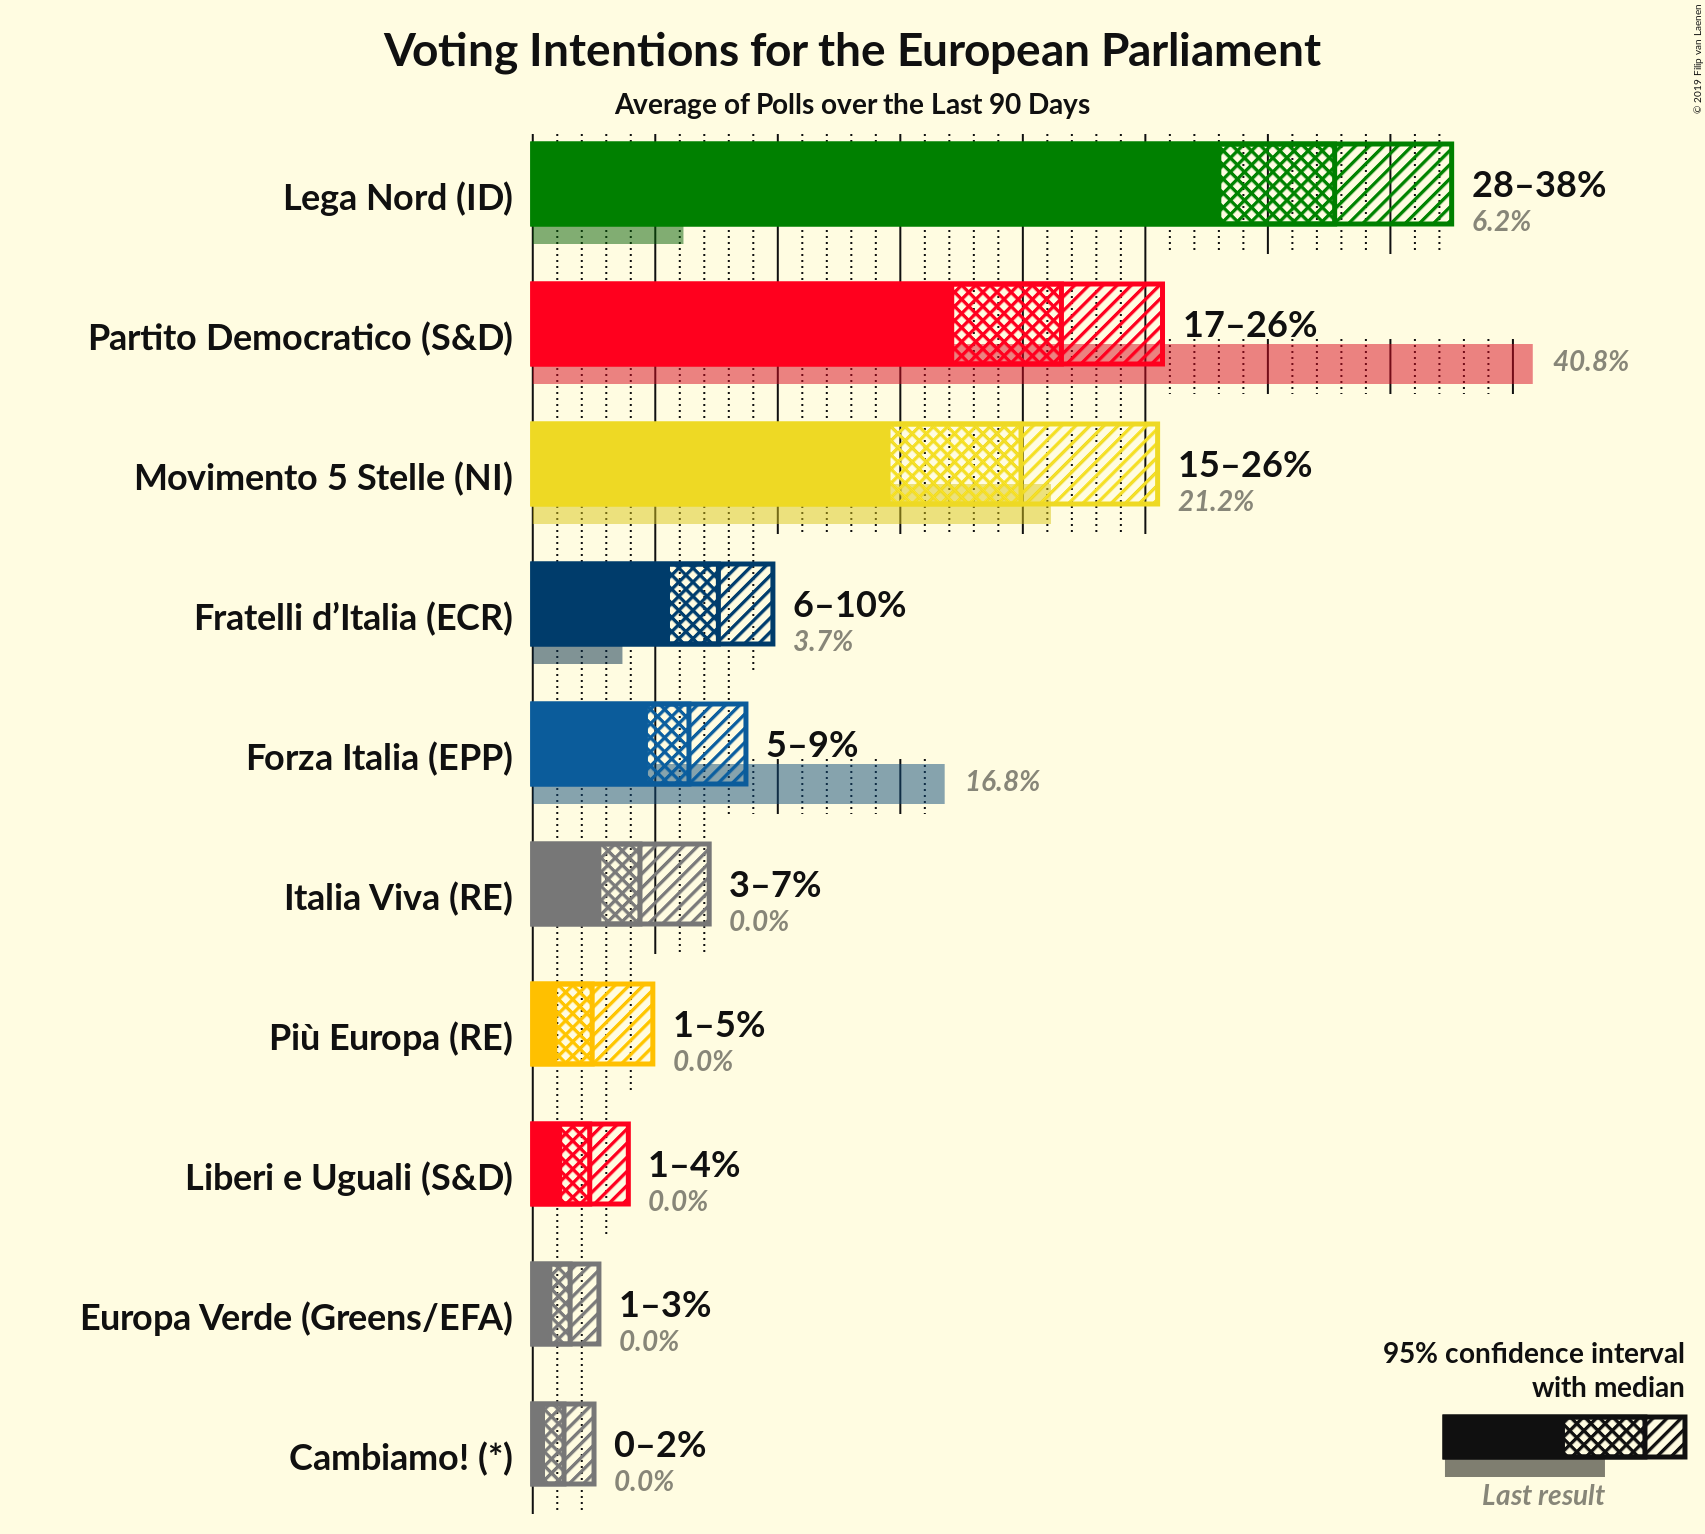 Voting Intentions for the European Parliament
Average of Polls over the Last 90 Days
© 2019 Filip van Laenen
Lega Nord (ID)
28–38%
6.2%
Partito Democratico (S&D)
17–26%
40.8%
Movimento 5 Stelle (NI)
15–26%
21.2%
Fratelli d’Italia (ECR)
6–10%
3.7%
Forza Italia (EPP)
5–9%
16.8%
Italia Viva (RE)
3–7%
0.0%
Più Europa (RE)
1–5%
0.0%
Liberi e Uguali (S&D)
1–4%
0.0%
Europa Verde (Greens/EFA)
1–3%
0.0%
Cambiamo! (*)
0–2%
0.0%
95% confidence interval
with median
Last result